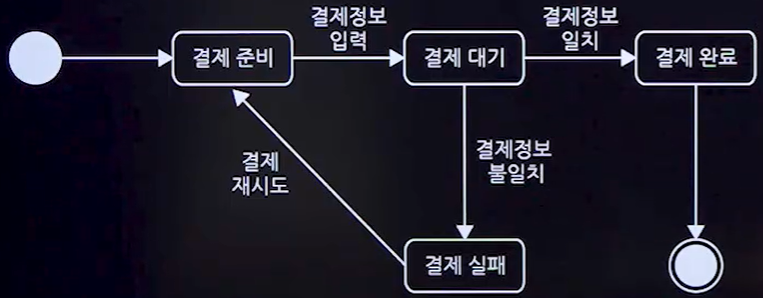 결제정보
입력
결제정보
일치
결제 준비
결제 대기
결제 완료
결제
재시도
결제정보
불일치
결제 실패